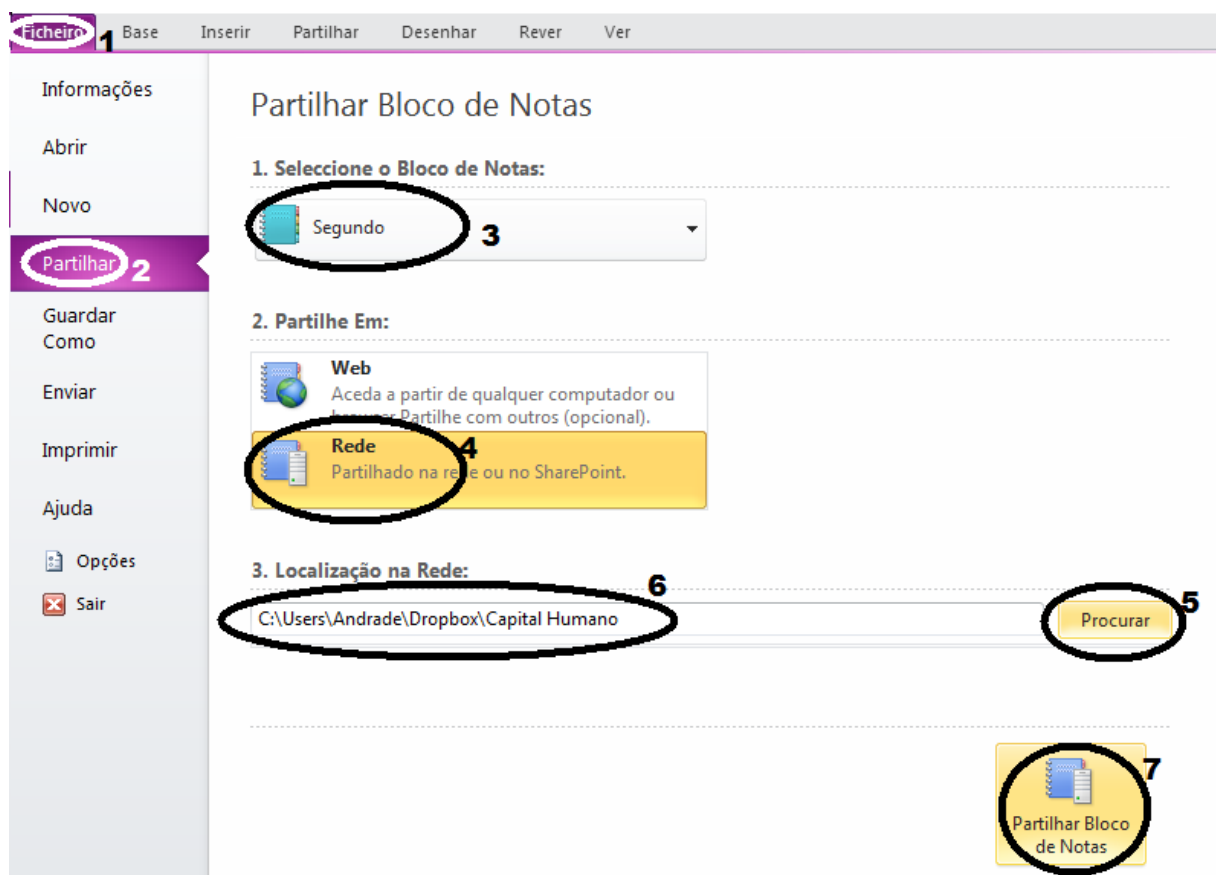 Ficheiro 1 Base Inserir Partilhar Desenhar Rever Ver
Informações
Abrir
Novo
Partilhar 2
Guardar
Como
Enviar
Imprimir
Ajuda
Opções
Sair
Partilhar Bloco de Notas
1. Seleccione o Bloco de Notas:
Segundo 3
2. Partilhe Em:
Web
Aceda a partir de qualquer computador ou
browser Partilhe com outros (opcional).
Rede 4
Partilhado na rede ou no SharePoint.
3. Localização na Rede:
6
C:\Users\Andrade\Dropbox\Capital Humano
Procurar 5
7
Partilhar Bloco
de Notas